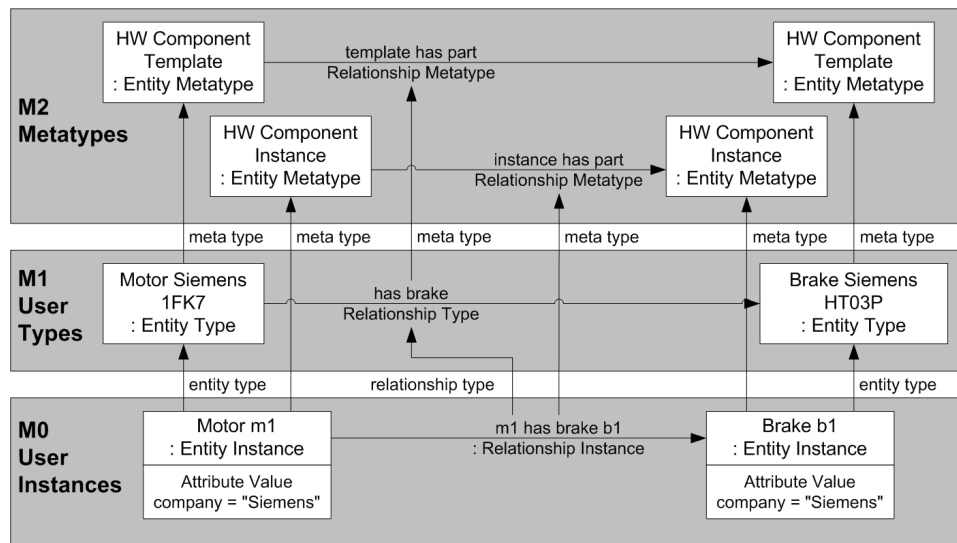 HW Component
Template
: Entity Metatype
template has part
Relationship Metatype
HW Component
Template
: Entity Metatype
M2
Metatypes
HW Component
Instance
: Entity Metatype
instance has part
Relationship Metatype
HW Component
Instance
: Entity Metatype
meta type
meta type
meta type
meta type
meta type
meta type
M1
User
Types
Motor Siemens
1FK7
: Entity Type
has brake
Relationship Type
Brake Siemens
HT03P
: Entity Type
entity type
relationship type
entity type
M0
User
Instances
Motor m1
: Entity Instance
Attribute Value
company = "Siemens"
m1 has brake b1
: Relationship Instance
Brake b1
: Entity Instance
Attribute Value
company = "Siemens"